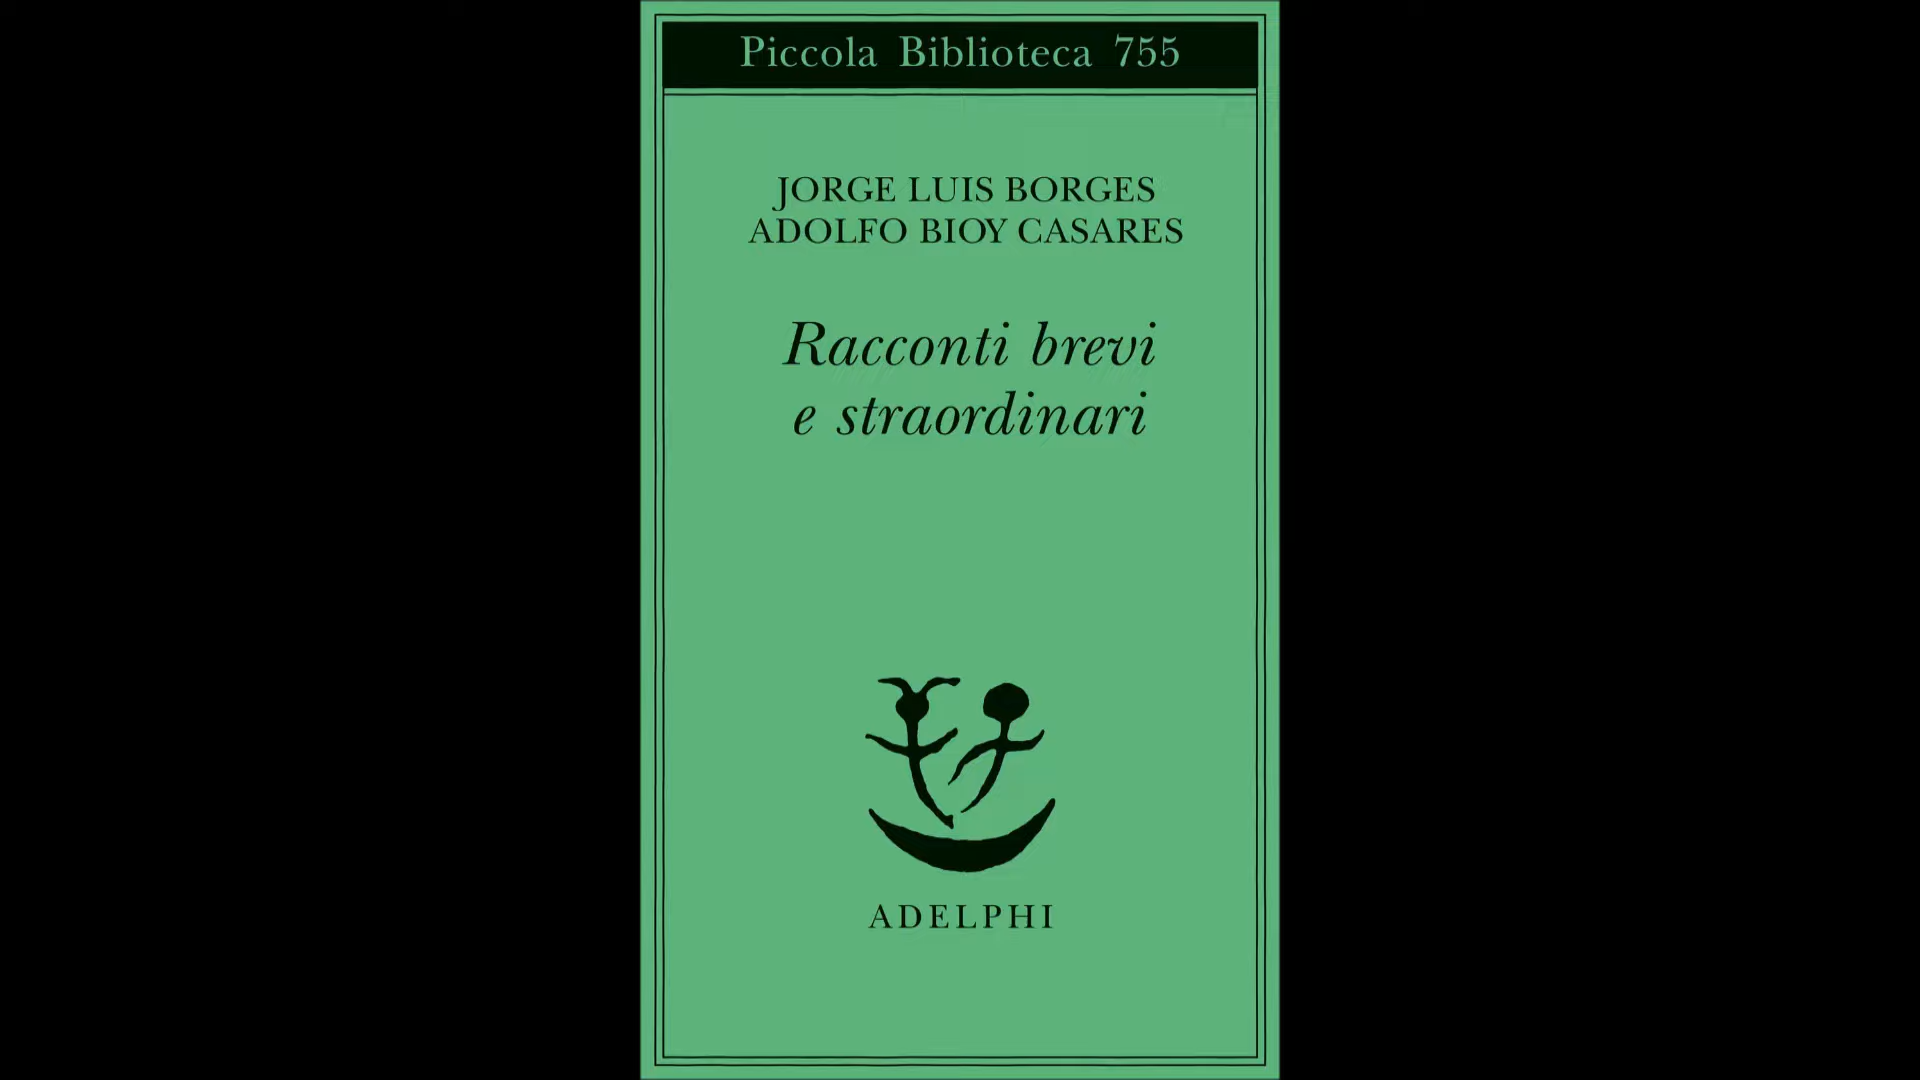 Piccola Biblioteca 755
JORGE LUIS BORGES
ADOLFO BIOY CASARES
Racconti brevi
e straordinari
ADELPHI